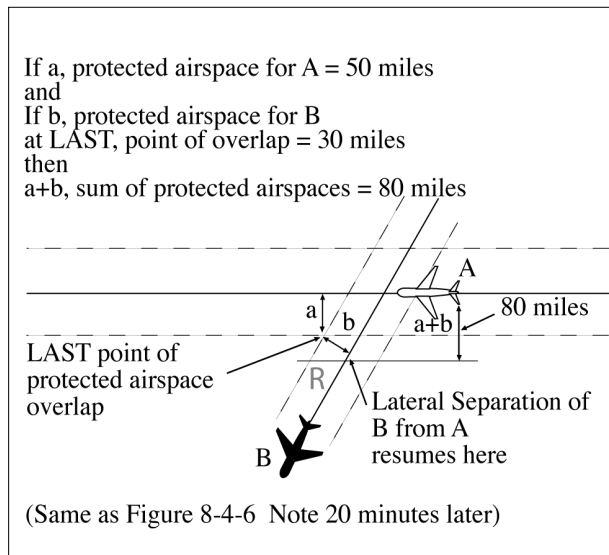 If a, protected airspace for A = 50 miles
and
If b, protected airspace for B
at LAST, point of overlap = 30 miles
then
a+b, sum of protected airspaces = 80 miles
A
a
b
a+b
80 miles
LAST point of
protected airspace
overlap
R
Lateral Separation of
B from A
resumes here
B
(Same as Figure 8-4-6 Note 20 minutes later)